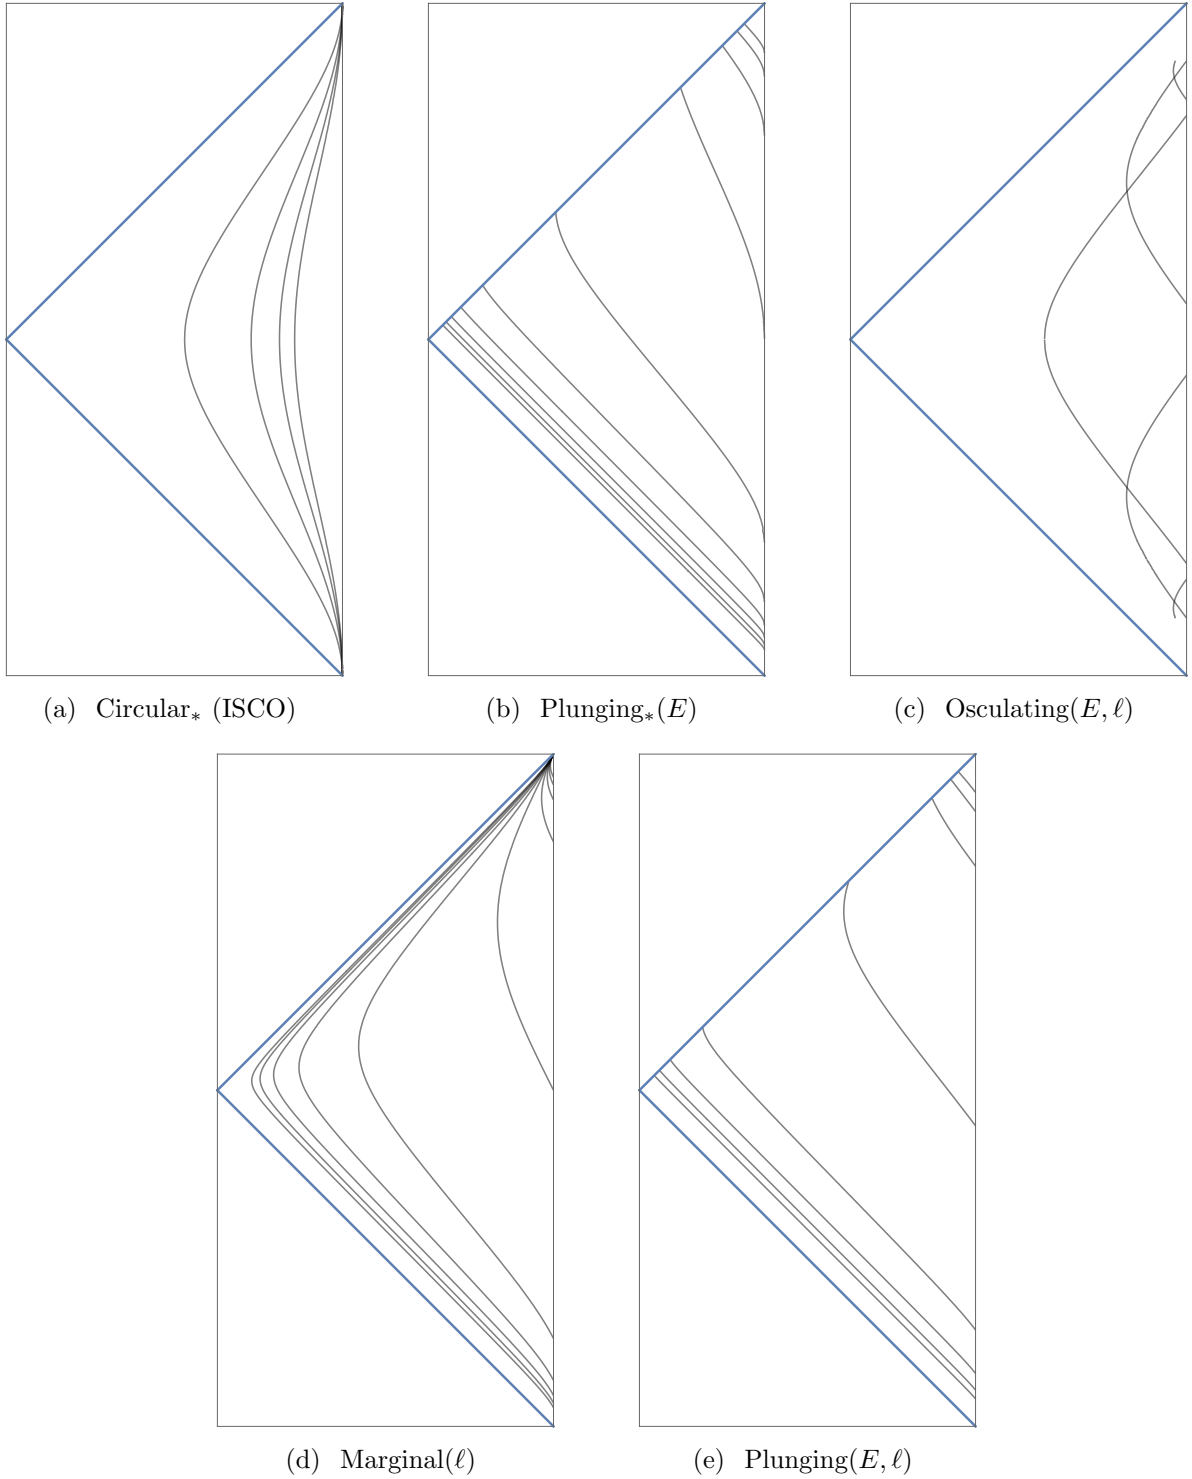 (a) Circular∗ (ISCO)
(b) Plunging∗(E)
(c) Osculating(E, ℓ)
(d) Marginal(ℓ)
(e) Plunging(E, ℓ)